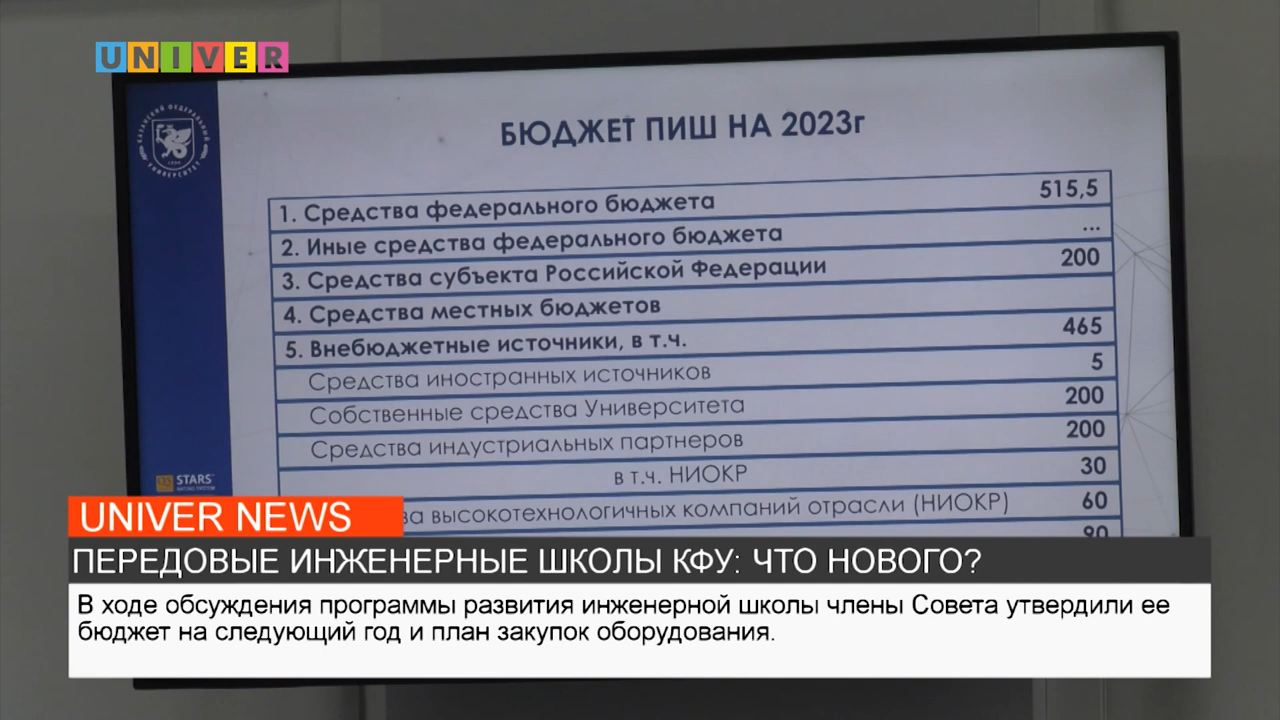 UNIVER
БЮДЖЕТ ПИШ НА 2023г
1. Средства федерального бюджета 515,5
2. Иные средства федерального бюджета ...
3. Средства субъекта Российской Федерации 200
4. Средства местных бюджетов
5. Внебюджетные источники, в т.ч. 465
Средства иностранных источников 5
Собственные средства Университета 200
Средства индустриальных партнеров 200
в т.ч. НИОКР 30
высокотехнологичных компаний отрасли (НИОКР) 60
90
STARS
UNIVER NEWS
ПЕРЕДОВЫЕ ИНЖЕНЕРНЫЕ ШКОЛЫ КФУ: ЧТО НОВОГО?
В ходе обсуждения программы развития инженерной школы члены Совета утвердили ее
бюджет на следующий год и план закупок оборудования.